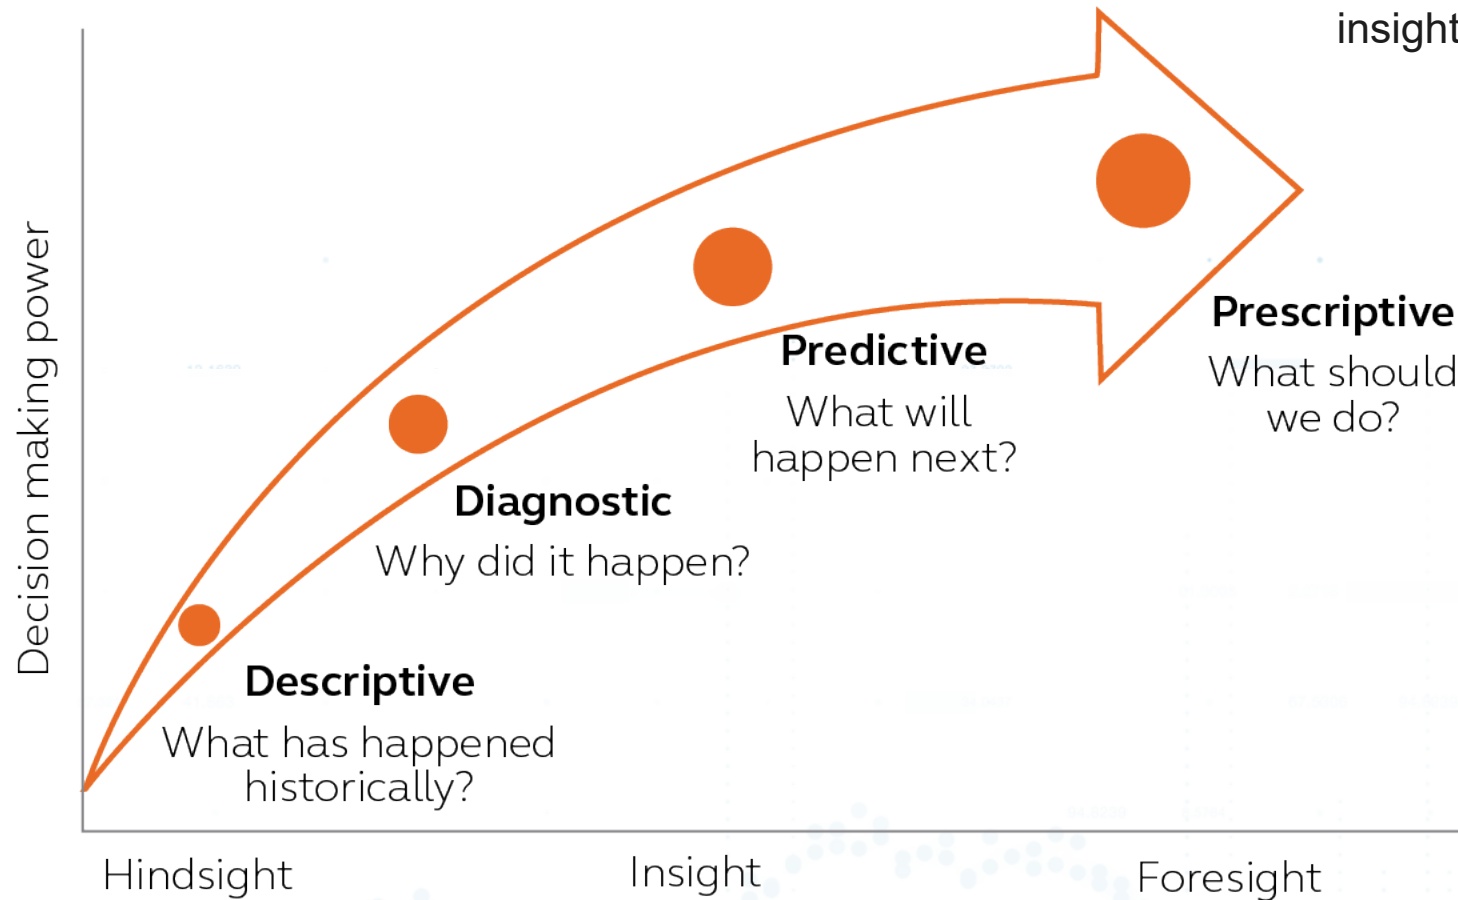 insight
Decision making power
Prescriptive
What should
we do?
Predictive
What will
happen next?
Diagnostic
Why did it happen?
Descriptive
What has happened
historically?
Hindsight
Insight
Foresight